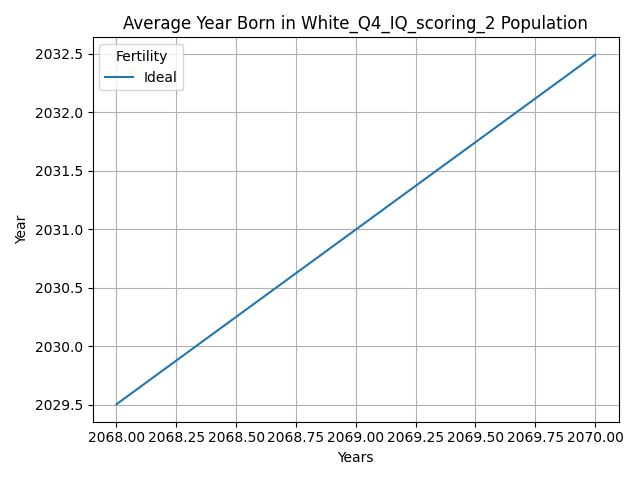 Average Year Born in White_Q4_IQ_scoring_2 Population
Fertility
Ideal
Year
2032.5
2032.0
2031.5
2031.0
2030.5
2030.0
2029.5
2068.00 2068.25 2068.50 2068.75 2069.00 2069.25 2069.50 2069.75 2070.00
Years